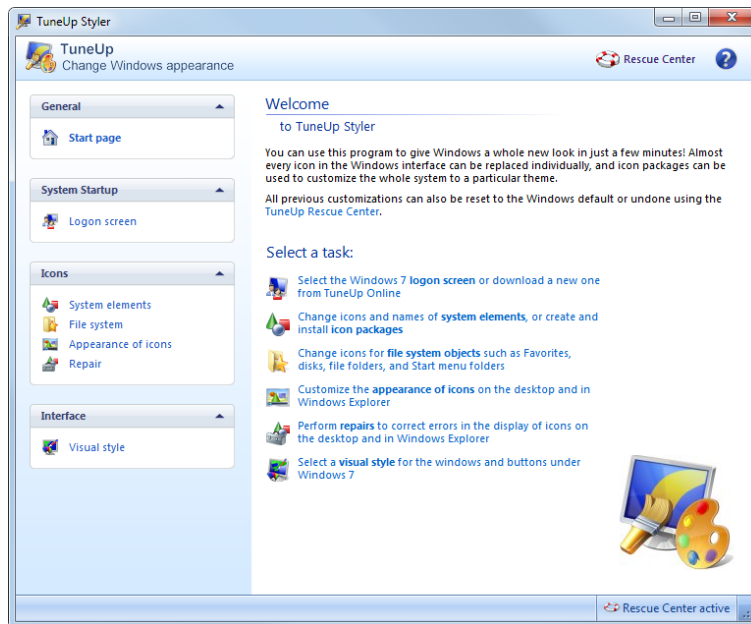 TuneUp Styler
TuneUp
Change Windows appearance
Rescue Center
?
General
Start page
System Startup
Logon screen
Icons
System elements
File system
Appearance of icons
Repair
Interface
Visual style
Welcome
to TuneUp Styler
You can use this program to give Windows a whole new look in just a few minutes! Almost
every icon in the Windows interface can be replaced individually, and icon packages can be
used to customize the whole system to a particular theme.
All previous customizations can also be reset to the Windows default or undone using the
TuneUp Rescue Center.
Select a task:
Select the Windows 7 logon screen or download a new one
from TuneUp Online
Change icons and names of system elements, or create and
install icon packages
Change icons for file system objects such as Favorites,
disks, file folders, and Start menu folders
Customize the appearance of icons on the desktop and in
Windows Explorer
Perform repairs to correct errors in the display of icons on
the desktop and in Windows Explorer
Select a visual style for the windows and buttons under
Windows 7
Rescue Center active